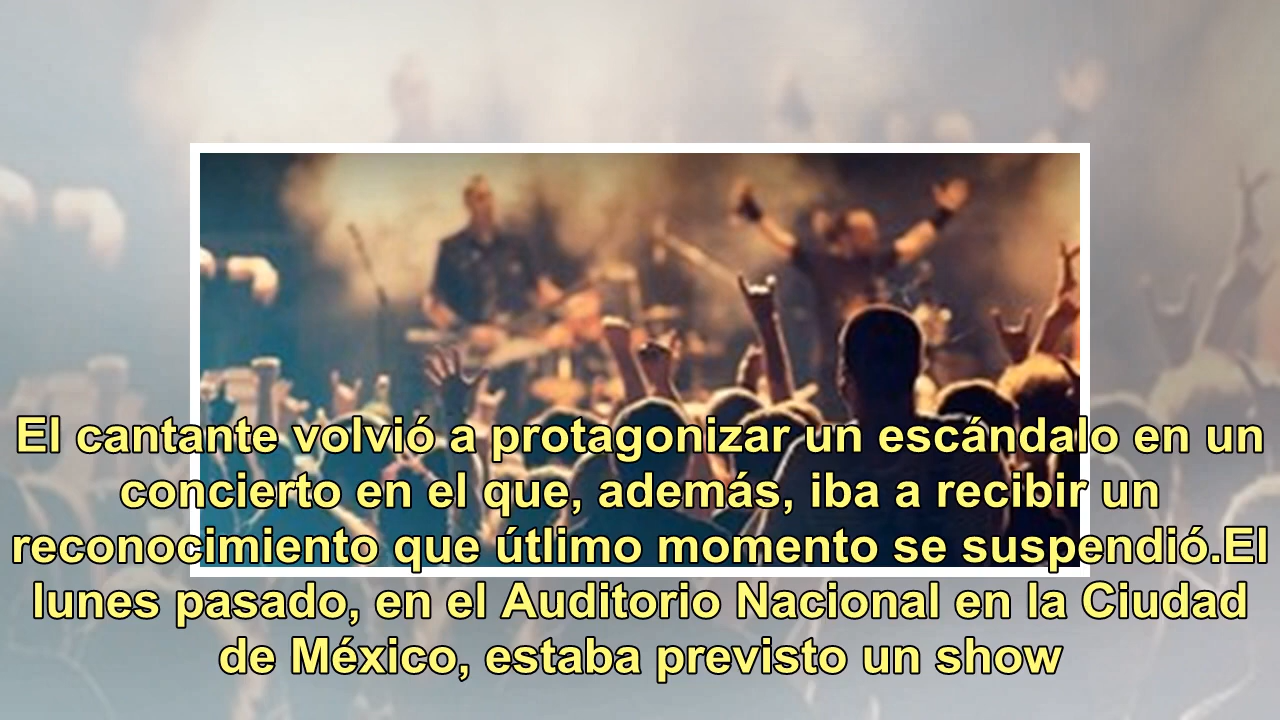 El cantante volvió a protagonizar un escándalo en un
concierto en el que, además, iba a recibir un
reconocimiento que útlimo momento se suspendió.El
lunes pasado, en el Auditorio Nacional en la Ciudad
de México, estaba previsto un show